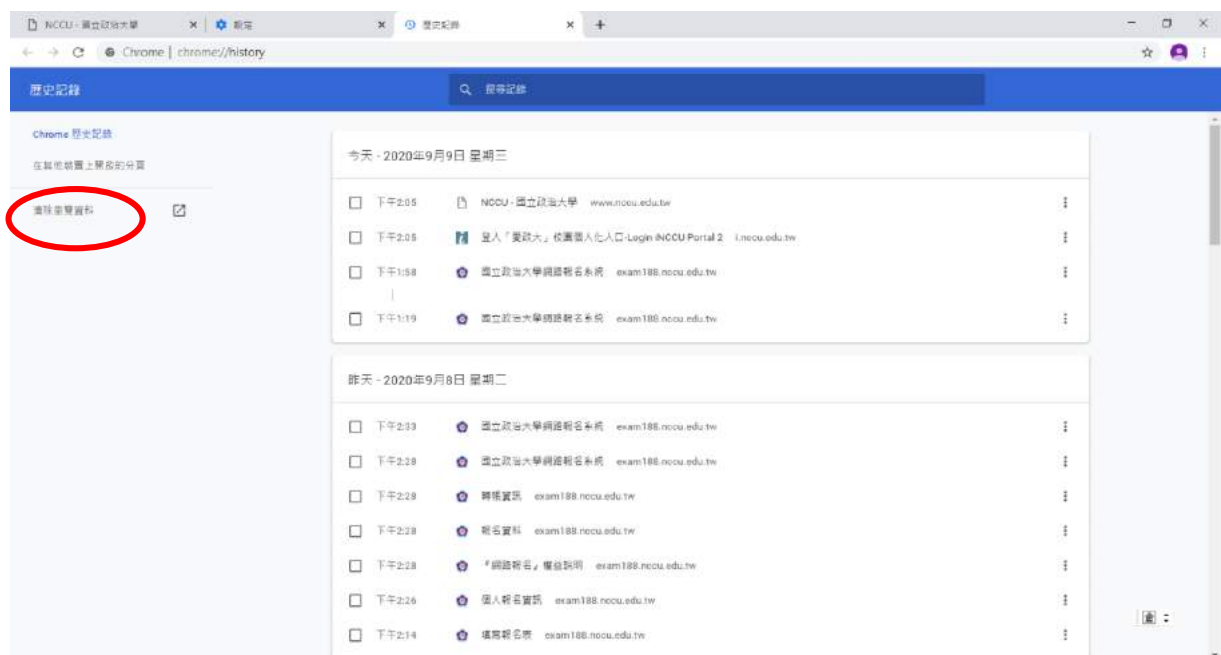 NCCU - 國立政治大學
設定
歷史記錄
Chrome | chrome://history
歷史記錄
搜尋記錄
Chrome 歷史記錄
在其他裝置上開啟的分頁
清除瀏覽資料
今天 - 2020年9月9日 星期三
下午2:05 NCCU - 國立政治大學 www.nccu.edu.tw
下午2:05 登入「愛政大」校園個人化入口-Login iNCCU Portal 2 i.nccu.edu.tw
下午1:58 國立政治大學網路報名系統 exam188.nccu.edu.tw
下午1:19 國立政治大學網路報名系統 exam188.nccu.edu.tw
昨天 - 2020年9月8日 星期二
下午2:33 國立政治大學網路報名系統 exam188.nccu.edu.tw
下午2:28 國立政治大學網路報名系統 exam188.nccu.edu.tw
下午2:28 轉帳資訊 exam188.nccu.edu.tw
下午2:28 報名資料 exam188.nccu.edu.tw
下午2:28 『網路報名』權益說明 exam188.nccu.edu.tw
下午2:26 個人報名資訊 exam188.nccu.edu.tw
下午2:14 填寫報名表 exam188.nccu.edu.tw